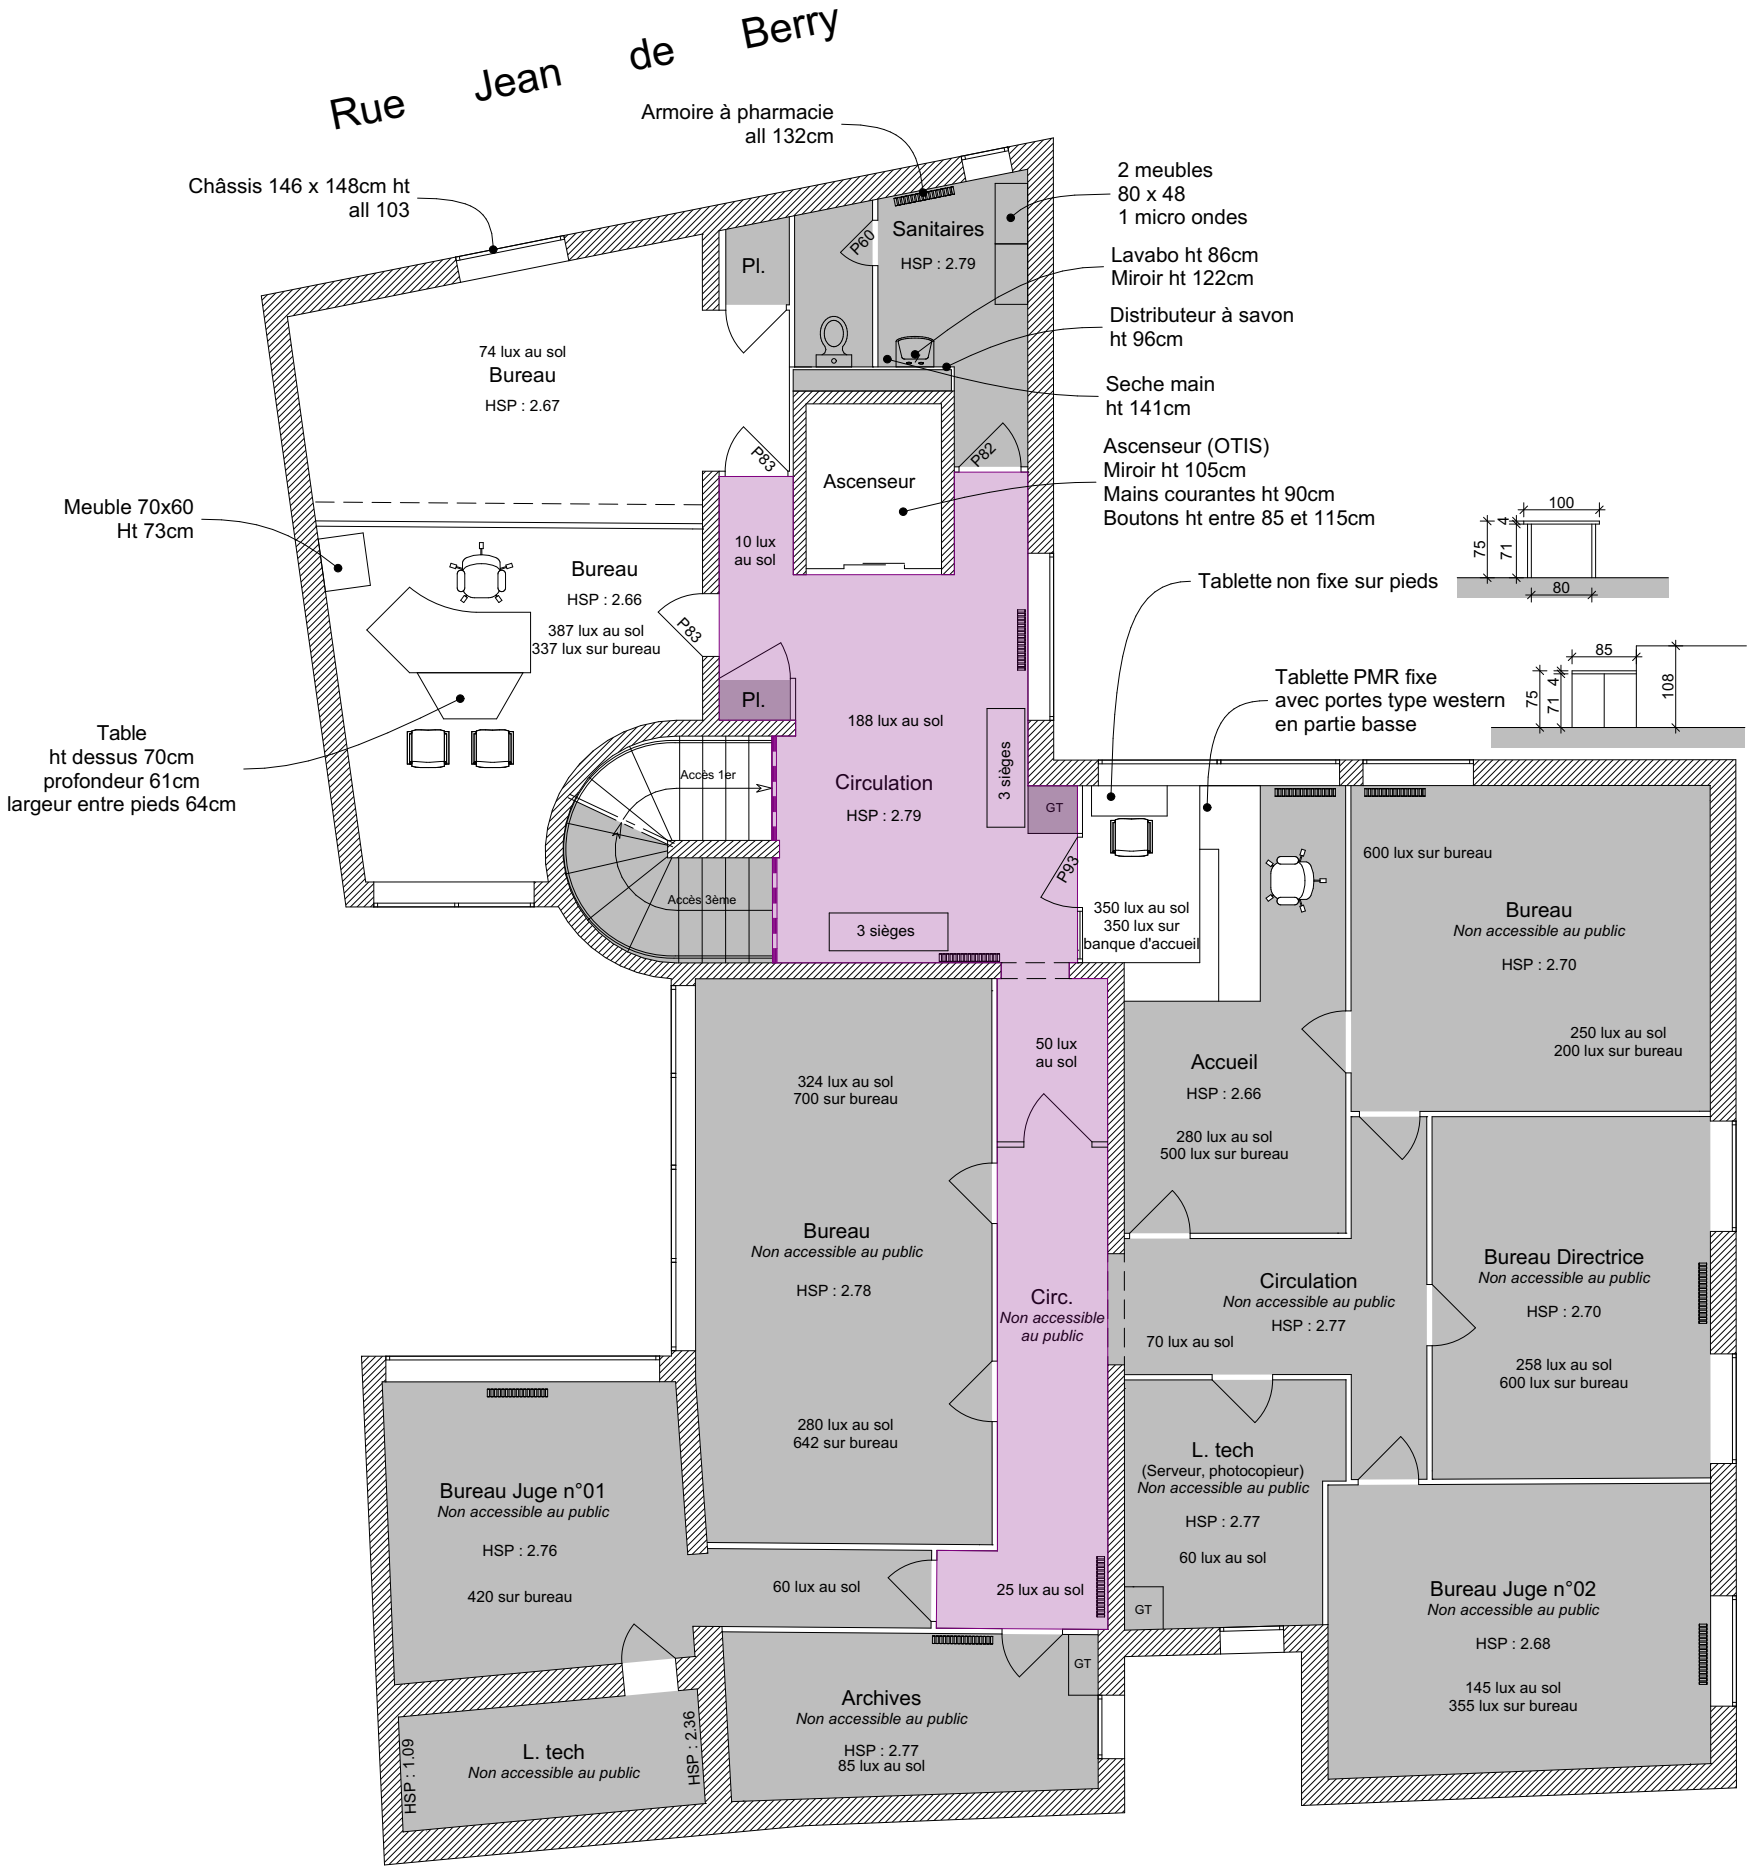 Rue Jean de Berry
Armoire à pharmacie
all 132cm
Châssis 146 x 148cm ht
all 103
2 meubles
80 x 48
1 micro ondes
Lavabo ht 86cm
Miroir ht 122cm
Distributeur à savon
ht 96cm
Seche main
ht 141cm
Ascenseur (OTIS)
Miroir ht 105cm
Mains courantes ht 90cm
Boutons ht entre 85 et 115cm
Sanitaires
HSP : 2.79
P60
Pl.
74 lux au sol
Bureau
HSP : 2.67
P83
P82
Ascenseur
Meuble 70x60
Ht 73cm
10 lux
au sol
Bureau
HSP : 2.66
387 lux au sol
337 lux sur bureau
P83
Pl.
Table
ht dessus 70cm
profondeur 61cm
largeur entre pieds 64cm
Tablette non fixe sur pieds
100
4
75
71
80
Tablette PMR fixe
avec portes type western
en partie basse
85
4
75
71
108
188 lux au sol
Circulation
HSP : 2.79
3 sièges
3 sièges
Accès 1er
Accès 3ème
GT
P93
350 lux au sol
350 lux sur
banque d'accueil
600 lux sur bureau
Bureau
Non accessible au public
HSP : 2.70
250 lux au sol
200 lux sur bureau
50 lux
au sol
Accueil
HSP : 2.66
280 lux au sol
500 lux sur bureau
324 lux au sol
700 sur bureau
Bureau
Non accessible au public
HSP : 2.78
280 lux au sol
642 sur bureau
Circ.
Non accessible
au public
Circulation
Non accessible au public
HSP : 2.77
70 lux au sol
Bureau Directrice
Non accessible au public
HSP : 2.70
258 lux au sol
600 lux sur bureau
L. tech
(Serveur, photocopieur)
Non accessible au public
HSP : 2.77
60 lux au sol
GT
Bureau Juge n°01
Non accessible au public
HSP : 2.76
420 sur bureau
60 lux au sol
25 lux au sol
Bureau Juge n°02
Non accessible au public
HSP : 2.68
145 lux au sol
355 lux sur bureau
GT
Archives
Non accessible au public
HSP : 2.77
85 lux au sol
L. tech
Non accessible au public
HSP : 1.09
HSP : 2.36